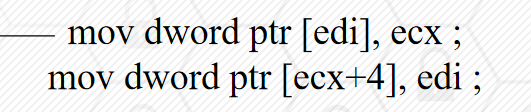 mov dword ptr [edi], ecx ;
mov dword ptr [ecx+4], edi ;